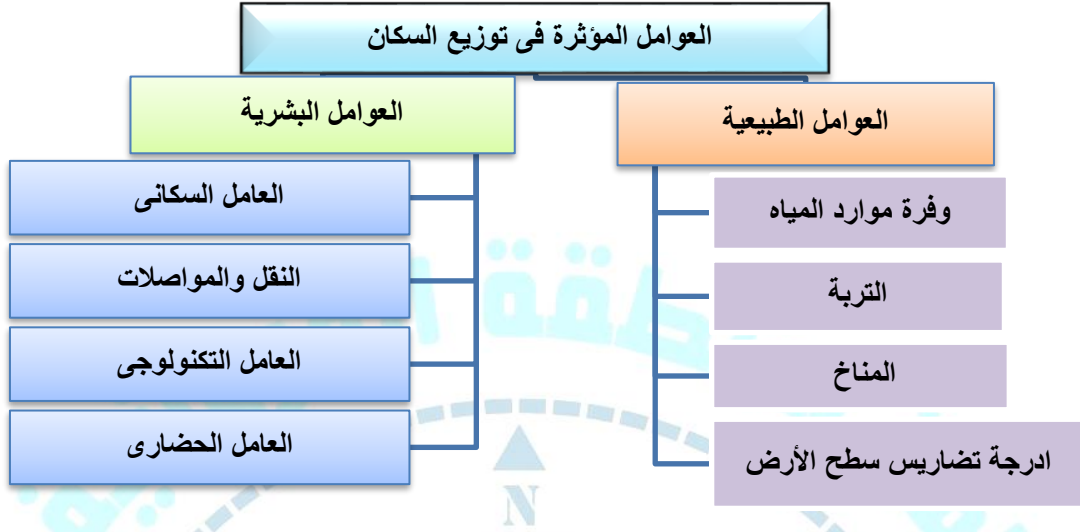 العوامل المؤثرة فى توزيع السكان
العوامل الطبيعية
وفرة موارد المياه
التربة
المناخ
ادرجة تضاريس سطح الأرض
العوامل البشرية
العامل السكانى
النقل والمواصلات
العامل التكنولوجى
العامل الحضارى
N